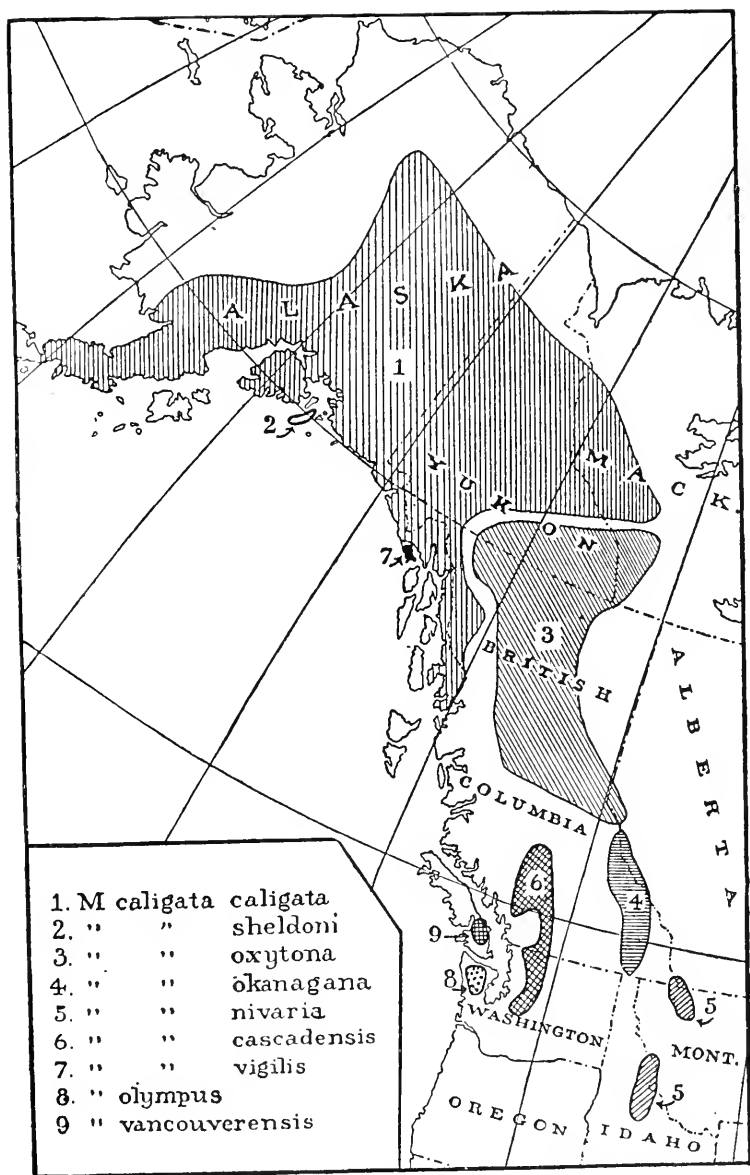 ALASKA
1
2
YUKON
MACK.
7
3
BRITISH
COLUMBIA
ALBERTA
6
4
9
8
5
WASHINGTON
MONT.
5
OREGON
IDAHO
1. M caligata caligata
2. " " sheldoni
3. " " oxytona
4. " " okanagana
5. " " nivaria
6. " " cascadensis
7. " " vigilis
8. " olympus
9 " vancouverensis